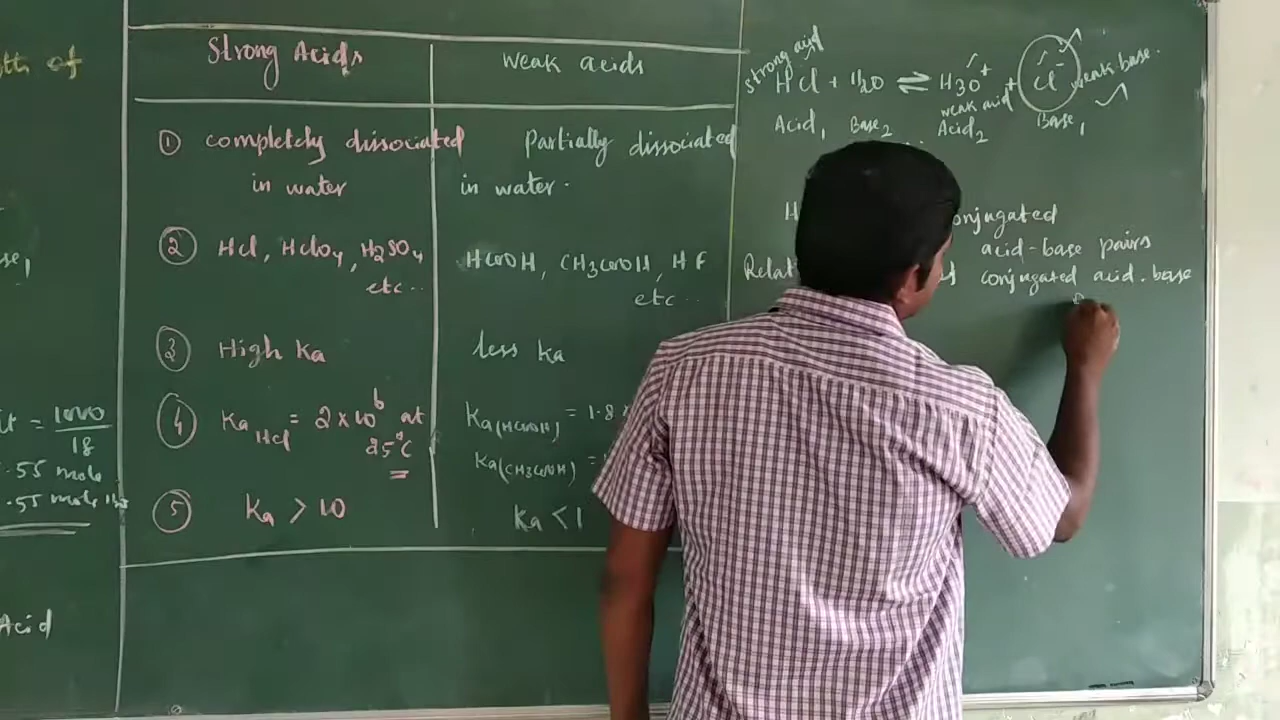 th of
se,1
it = 1000/18
.55 mole
.55 mole lit
Acid
Strong Acids
weak acids
① completely dissociated
in water
Partially dissociated
in water.
② Hcl, Hclo4, H2SO4
etc..
HCOOH, CH3COOH, HF
etc..
③ High Ka
less ka
④ Ka Hcl = 2 x 10^6 at
25°C
Ka(HCOOH) = 1.8 x
Ka(CH3COOH) =
⑤ Ka > 10
Ka < 1
strong acid
Hcl + H2O ⇌ H3O+ + cl-
weak acid
weak base.
Acid1 Base2 Acid2 Base1
H
onjugated
acid-base pairs
Relat
conjugated acid.base